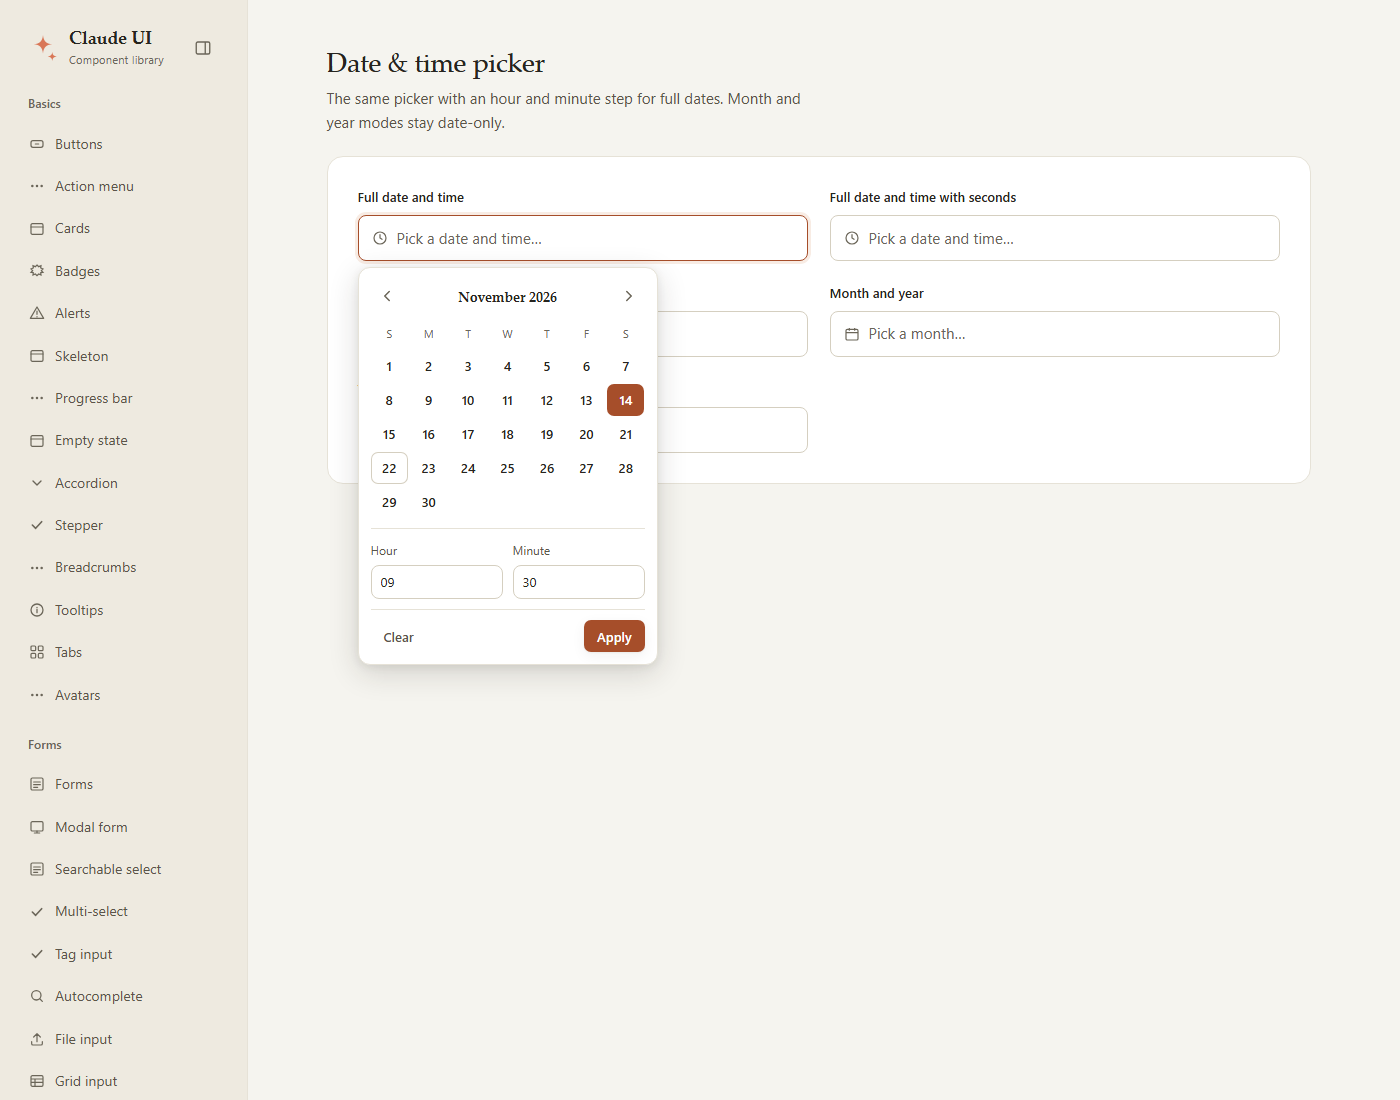 Claude UI
Component library
Basics
Buttons
Action menu
Cards
Badges
Alerts
Skeleton
Progress bar
Empty state
Accordion
Stepper
Breadcrumbs
Tooltips
Tabs
Avatars
Forms
Forms
Modal form
Searchable select
Multi-select
Tag input
Autocomplete
File input
Grid input
Date & time picker
The same picker with an hour and minute step for full dates. Month and
year modes stay date-only.
Full date and time
Pick a date and time...
Full date and time with seconds
Pick a date and time...
Month and year
Pick a month...
November 2026
S M T W T F S
1 2 3 4 5 6 7
8 9 10 11 12 13 14
15 16 17 18 19 20 21
22 23 24 25 26 27 28
29 30
Hour Minute
09 30
Clear Apply